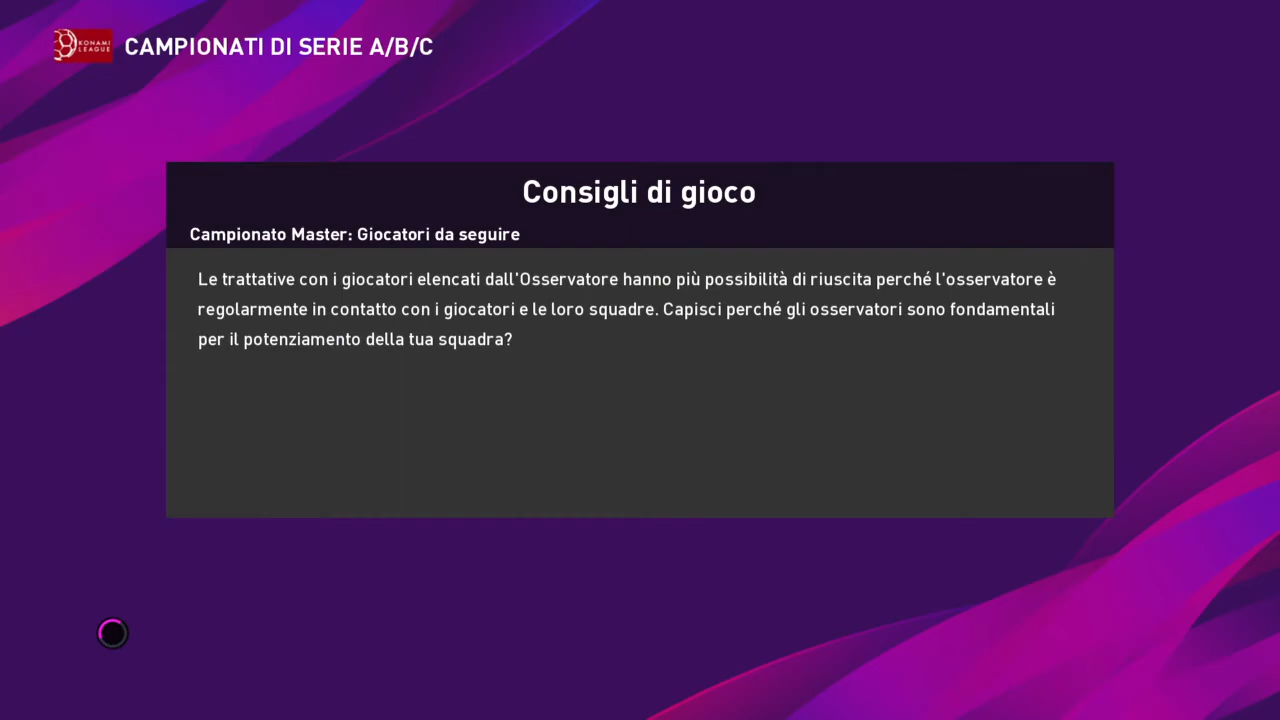 KONAMI
LEAGUE
CAMPIONATI DI SERIE A/B/C
Consigli di gioco
Campionato Master: Giocatori da seguire
Le trattative con i giocatori elencati dall'Osservatore hanno più possibilità di riuscita perché l'osservatore è
regolarmente in contatto con i giocatori e le loro squadre. Capisci perché gli osservatori sono fondamentali
per il potenziamento della tua squadra?